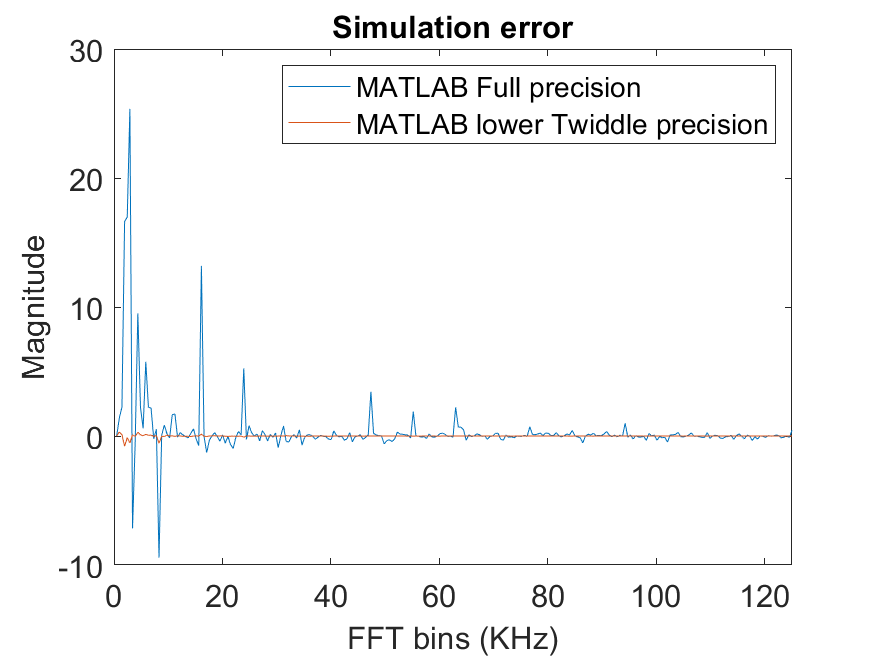 Simulation error
30
20
10
0
-10
Magnitude
MATLAB Full precision
MATLAB lower Twiddle precision
0 20 40 60 80 100 120
FFT bins (KHz)